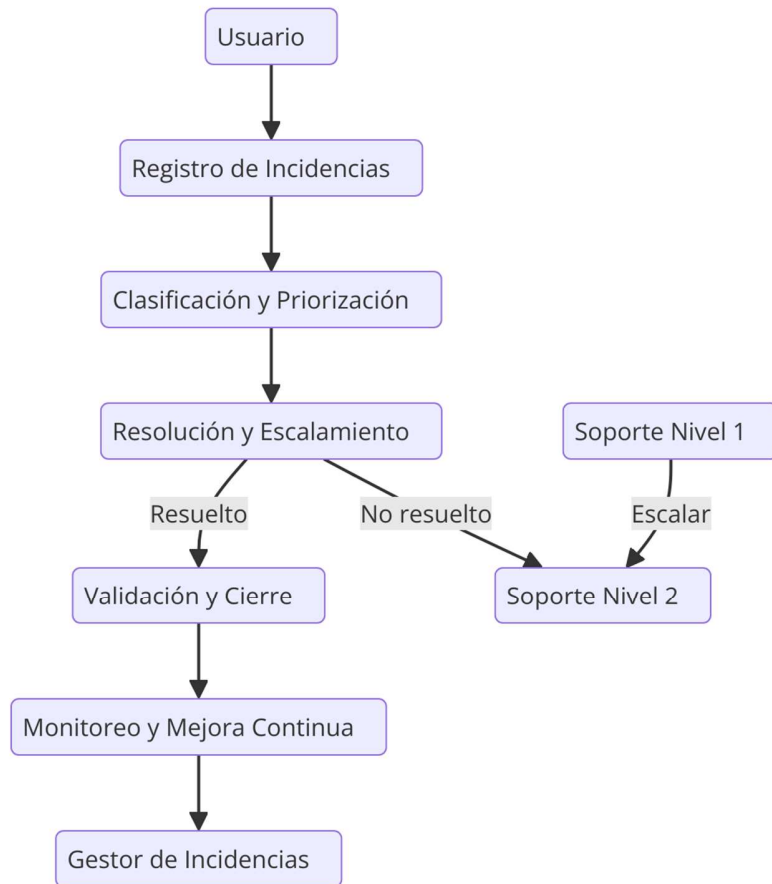 Usuario
Registro de Incidencias
Clasificación y Priorización
Resolución y Escalamiento
Soporte Nivel 1
Resuelto
No resuelto
Escalar
Validación y Cierre
Soporte Nivel 2
Monitoreo y Mejora Continua
Gestor de Incidencias